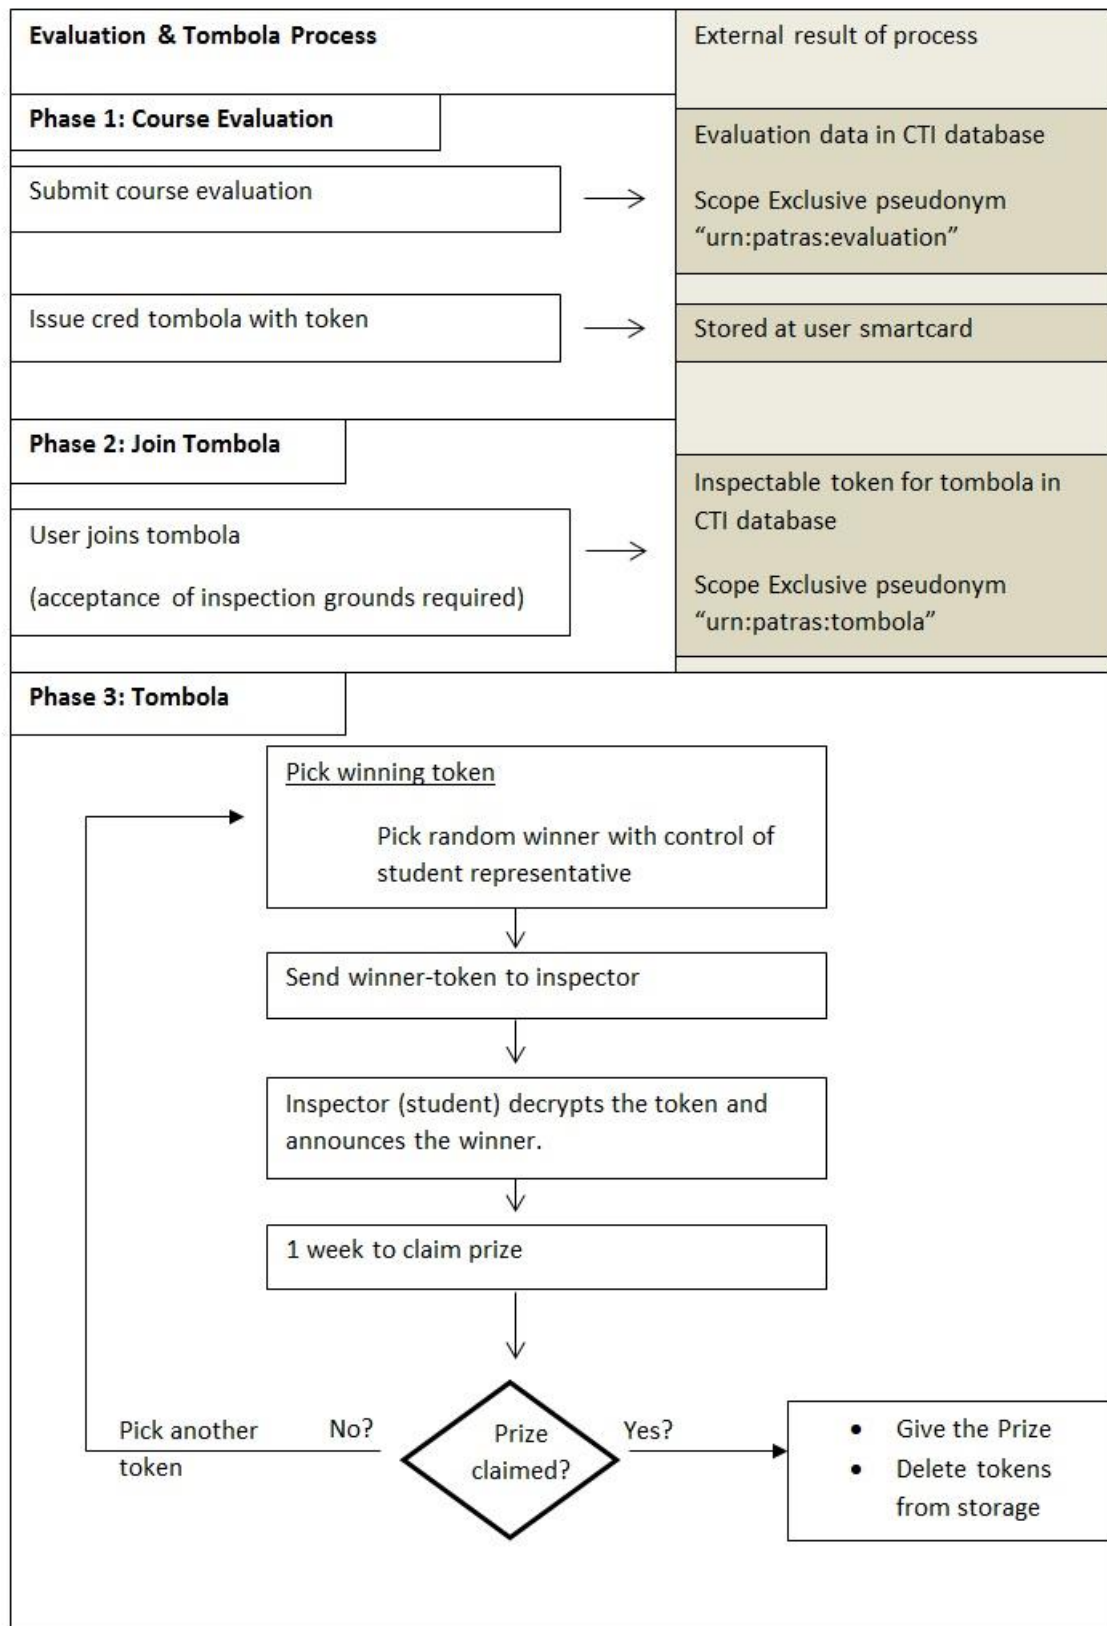 Evaluation & Tombola Process
External result of process
Phase 1: Course Evaluation
Evaluation data in CTI database
Submit course evaluation
Scope Exclusive pseudonym
“urn:patras:evaluation”
Issue cred tombola with token
Stored at user smartcard
Phase 2: Join Tombola
Inspectable token for tombola in
CTI database
User joins tombola
(acceptance of inspection grounds required)
Scope Exclusive pseudonym
“urn:patras:tombola”
Phase 3: Tombola
Pick winning token
Pick random winner with control of
student representative
Send winner-token to inspector
Inspector (student) decrypts the token and
announces the winner.
1 week to claim prize
Prize
claimed?
No?
Pick another
token
Yes?
• Give the Prize
• Delete tokens
from storage